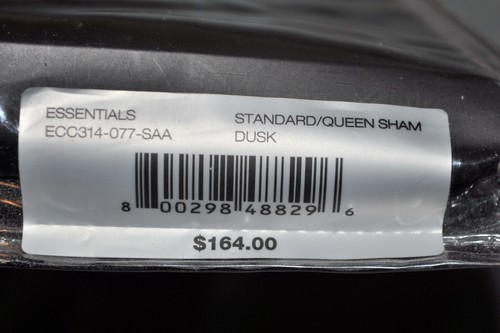 ESSENTIALS STANDARD/QUEEN SHAM
ECC314-077-SAA DUSK
8 00298 48829 6
$164.00